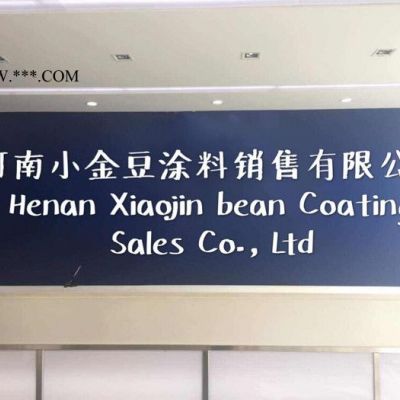 W.***.COM
河南小金豆涂料销售有限公
Henan Xiaojin bean Coating
Sales Co., Ltd